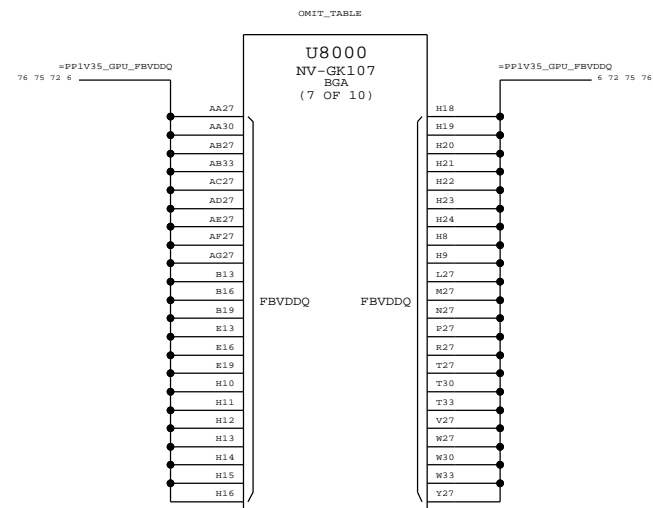 OMIT_TABLE
U8000
NV-GK107
BGA
(7 OF 10)
=PP1V35_GPU_FBVDDQ
76 75 72 6
=PP1V35_GPU_FBVDDQ
6 72 75 76
AA27
AA30
AB27
AB33
AC27
AD27
AE27
AF27
AG27
B13
B16
B19
E13
E16
E19
H10
H11
H12
H13
H14
H15
H16
FBVDDQ
FBVDDQ
H18
H19
H20
H21
H22
H23
H24
H8
H9
L27
M27
N27
P27
R27
T27
T30
T33
V27
W27
W30
W33
Y27